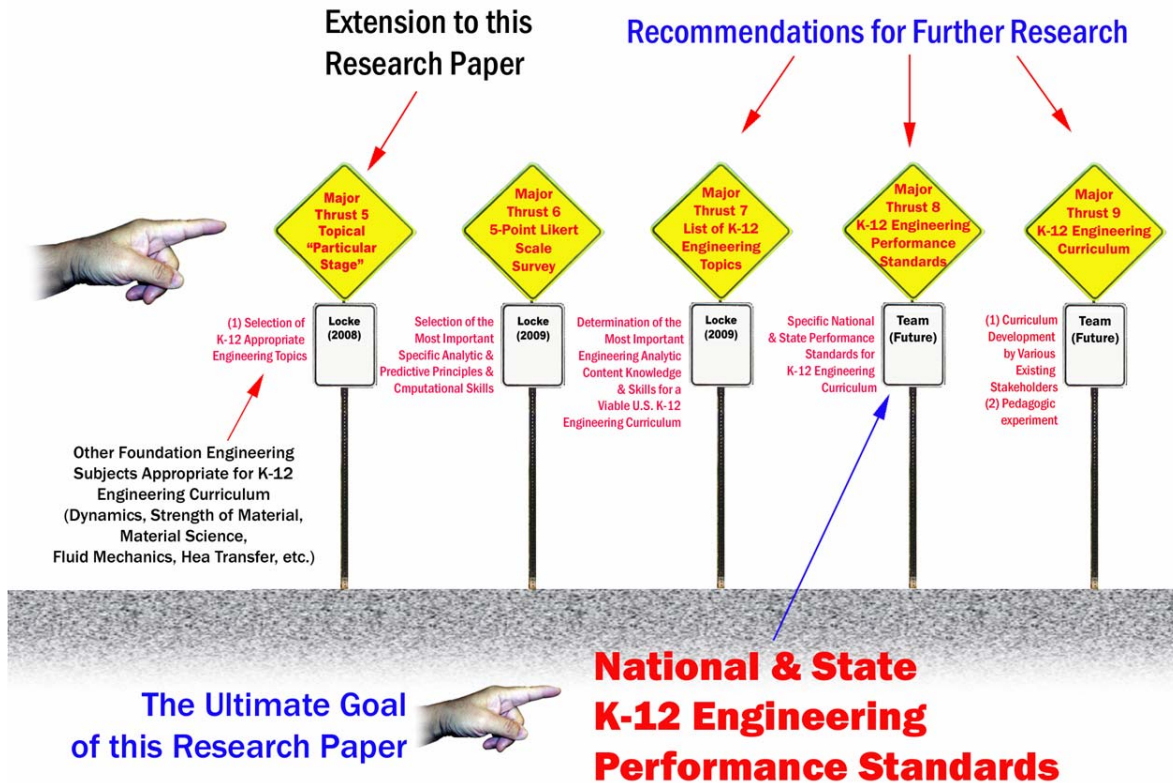 Extension to this
Research Paper
Recommendations for Further Research
Major
Thrust 5
Topical
“Particular
Stage”
Major
Thrust 6
5-Point Likert
Scale
Survey
Major
Thrust 7
List of K-12
Engineering
Topics
Major
Thrust 8
K-12 Engineering
Performance
Standards
Major
Thrust 9
K-12 Engineering
Curriculum
(1) Selection of
K-12 Appropriate
Engineering Topics
Locke
(2008)
Selection of the
Most Important
Specific Analytic &
Predictive Principles &
Cmputational Skills
Locke
(2009)
Determination of the
Most Important
Engineering Analytic
Content Knowledge
& Skills for a
Viable U.S. K-12
Engineering Curriculum
Locke
(2009)
Specific National
& State Performance
Standards for
K-12 Engineering
Curriculum
Team
(Future)
(1) Curriculum
Development
by Various
Existing
Stakeholders
(2) Pedagogic
experiment
Team
(Future)
Other Foundation Engineering
Subjects Appropriate for K-12
Engineering Curriculum
(Dynamics, Strength of Material,
Material Science,
Fluid Mechanics, Hea Transfer, etc.)
The Ultimate Goal
of this Research Paper
National & State
K-12 Engineering
Performance Standards